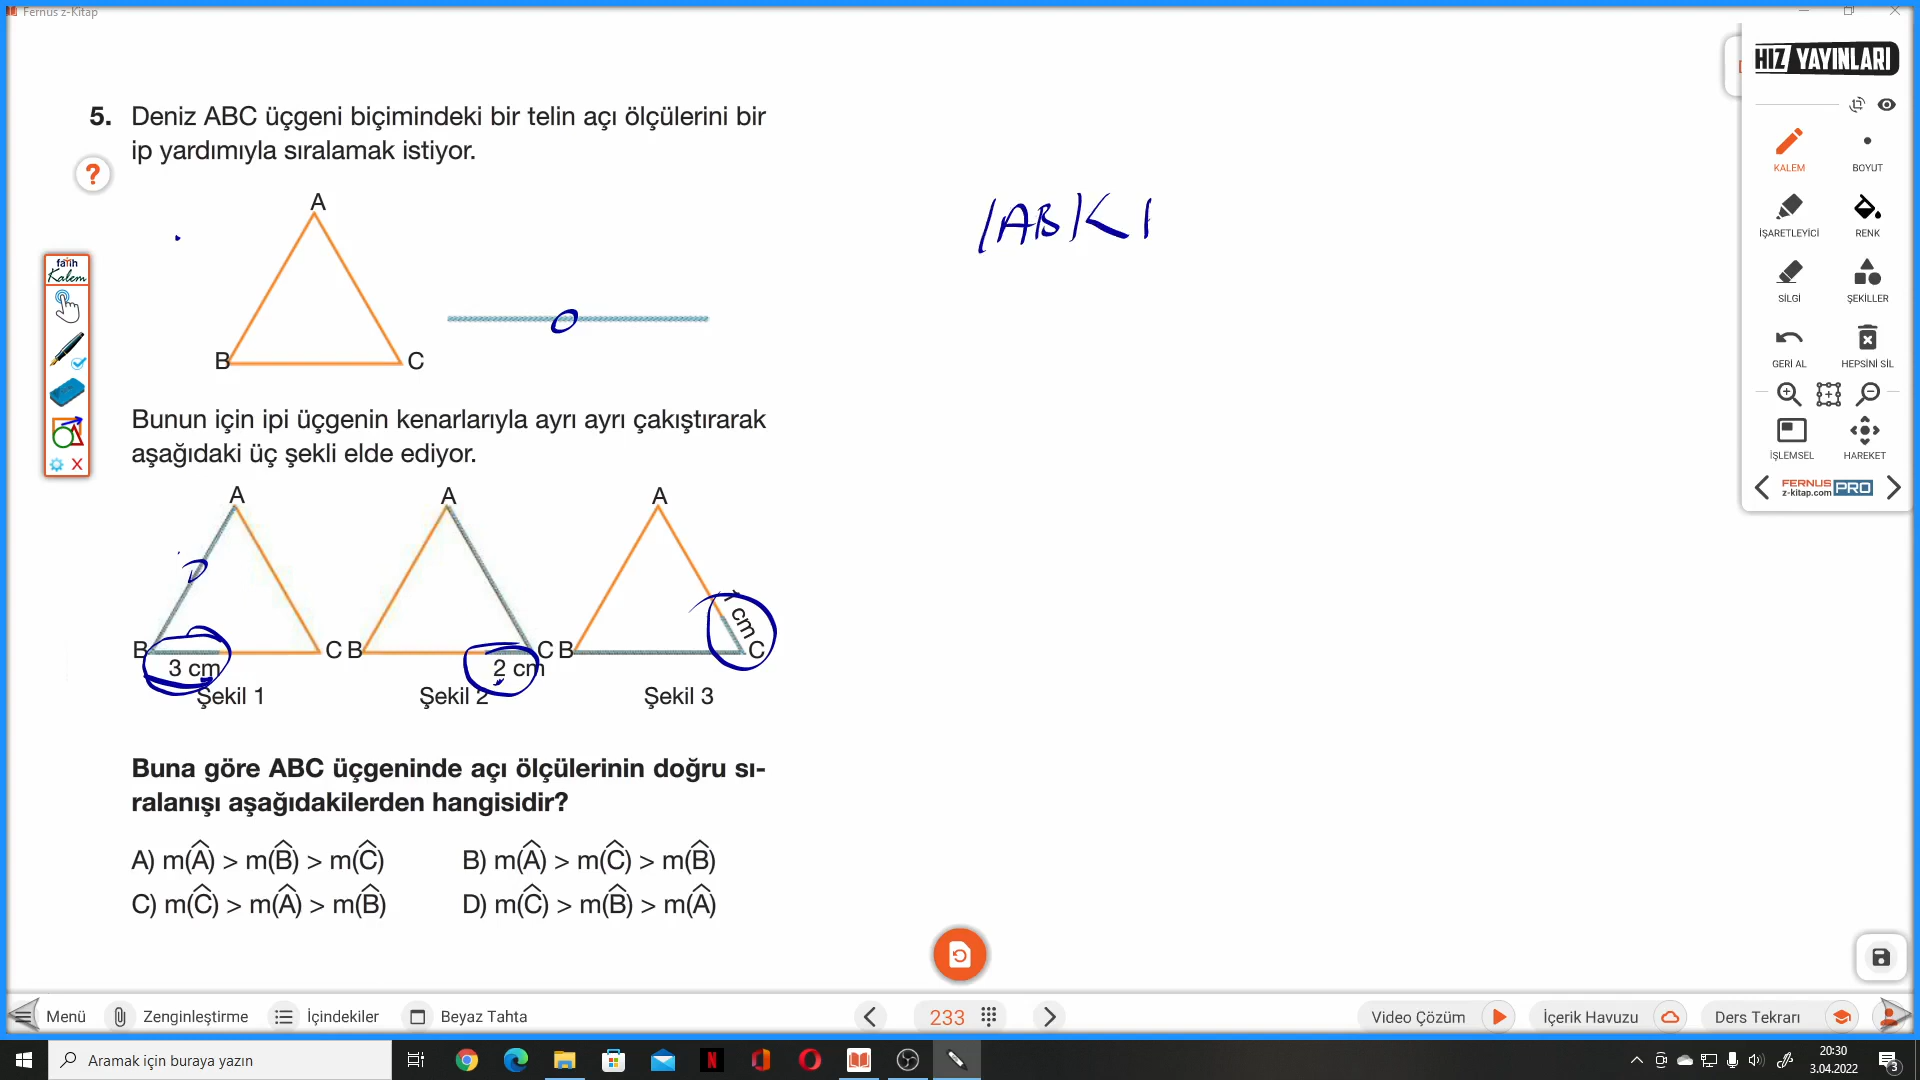 Fernus z-Kitap
HIZ YAYINLARI
5. Deniz ABC üçgeni biçimindeki bir telin açı ölçülerini bir
ip yardımıyla sıralamak istiyor.
?
A
B
C
/AB/<|
fatih
Kalem
KALEM
BOYUT
İŞARETLEYİCİ
RENK
SİLGİ
ŞEKİLLER
GERİ AL
HEPSİNİ SİL
İŞLEMSEL
HAREKET
FERNUS
z-kitap.com PRO
Bunun için ipi üçgenin kenarlarıyla ayrı ayrı çakıştırarak
aşağıdaki üç şekli elde ediyor.
A A A
B C B C B C
3 cm 2 cm cm
Şekil 1 Şekil 2 Şekil 3
Buna göre ABC üçgeninde açı ölçülerinin doğru sı-
ralanışı aşağıdakilerden hangisidir?
A) m(Â) > m(B̂) > m(Ĉ) B) m(Â) > m(Ĉ) > m(B̂)
C) m(Ĉ) > m(Â) > m(B̂) D) m(Ĉ) > m(B̂) > m(Â)
Menü Zenginleştirme İçindekiler Beyaz Tahta 233 Video Çözüm İçerik Havuzu Ders Tekrarı
Aramak için buraya yazın
20:30
3.04.2022
3